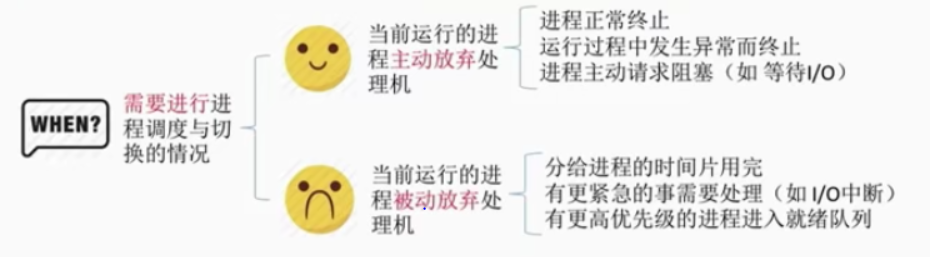 WHEN?
需要进行进
程调度与切
换的情况
当前运行的进
程主动放弃处
理机
进程正常终止
运行过程中发生异常而终止
进程主动请求阻塞（如 等待I/O）
当前运行的进
程被动放弃处
理机
分给进程的时间片用完
有更紧急的事需要处理（如 I/O中断）
有更高优先级的进程进入就绪队列